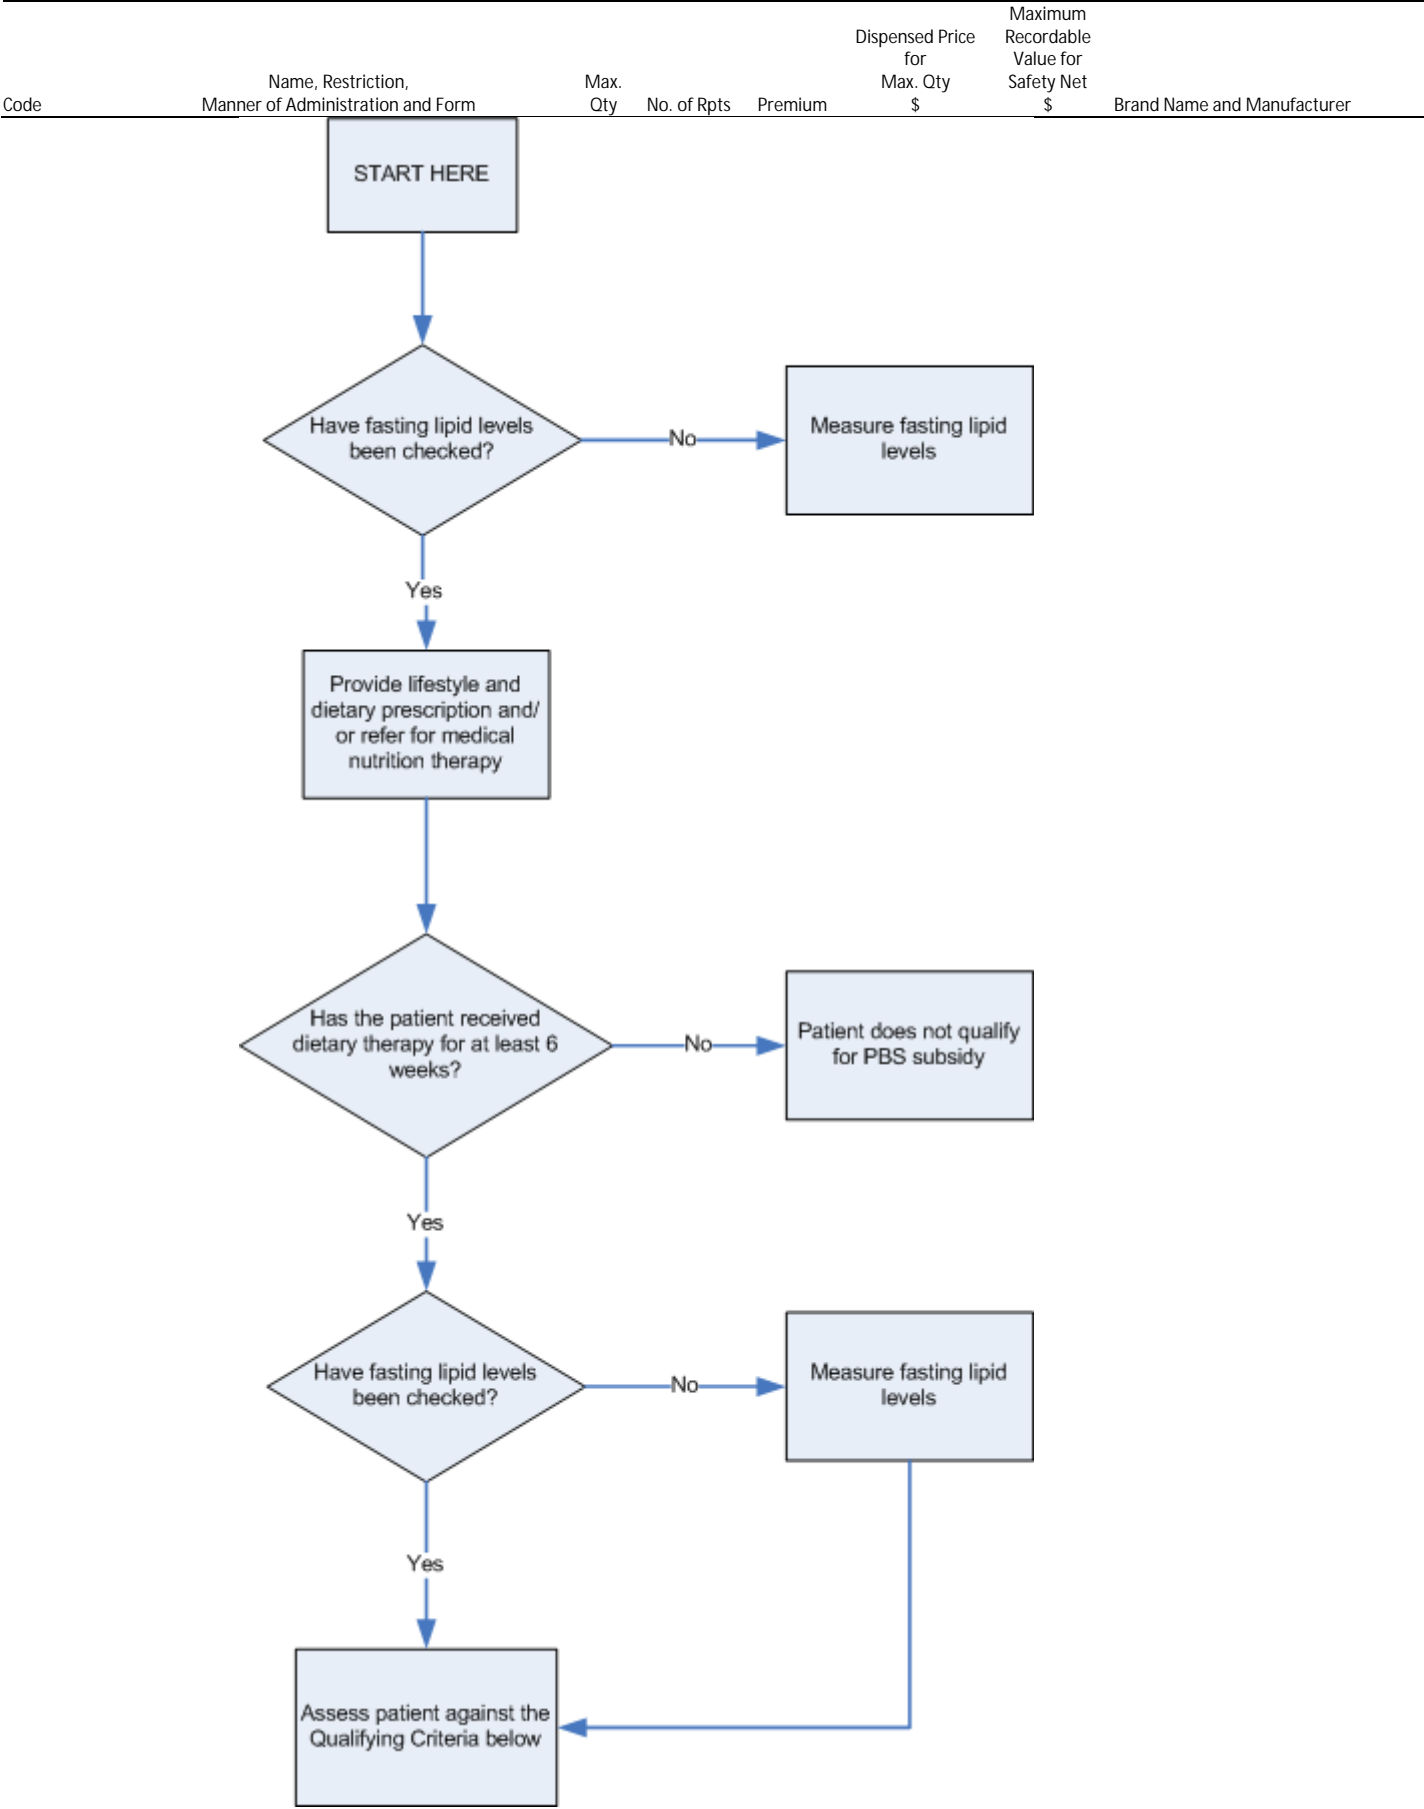 Maximum
Dispensed Price Recordable
for Value for
Name, Restriction, Max. Max. Qty Safety Net
Code Manner of Administration and Form Qty No. of Rpts Premium $ $ Brand Name and Manufacturer
START HERE
Have fasting lipid levels
been checked?
No
Measure fasting lipid
levels
Yes
Provide lifestyle and
dietary prescription and/
or refer for medical
nutrition therapy
Has the patient received
dietary therapy for at least 6
weeks?
No
Patient does not qualify
for PBS subsidy
Yes
Have fasting lipid levels
been checked?
No
Measure fasting lipid
levels
Yes
Assess patient against the
Qualifying Criteria below